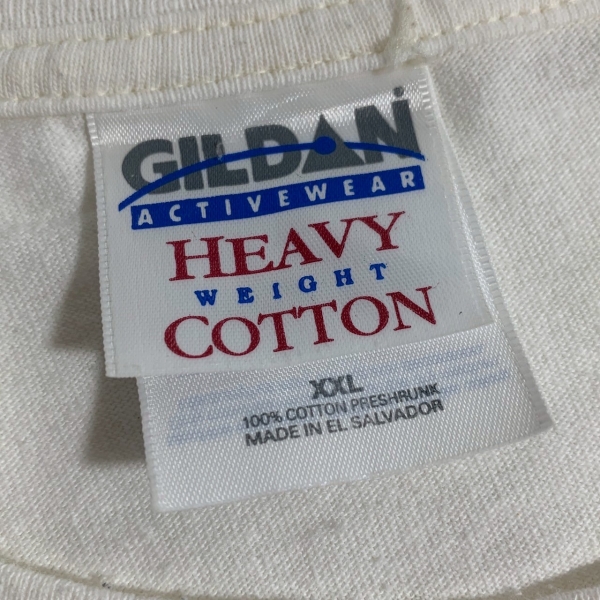 GILDAN
ACTIVEWEAR
HEAVY
WEIGHT
COTTON
XXL
100% COTTON PRESHRUNK
MADE IN EL SALVADOR